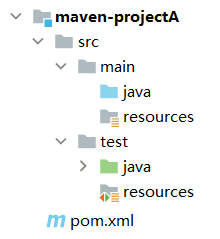 maven-projectA
src
main
java
resources
test
java
resources
pom.xml